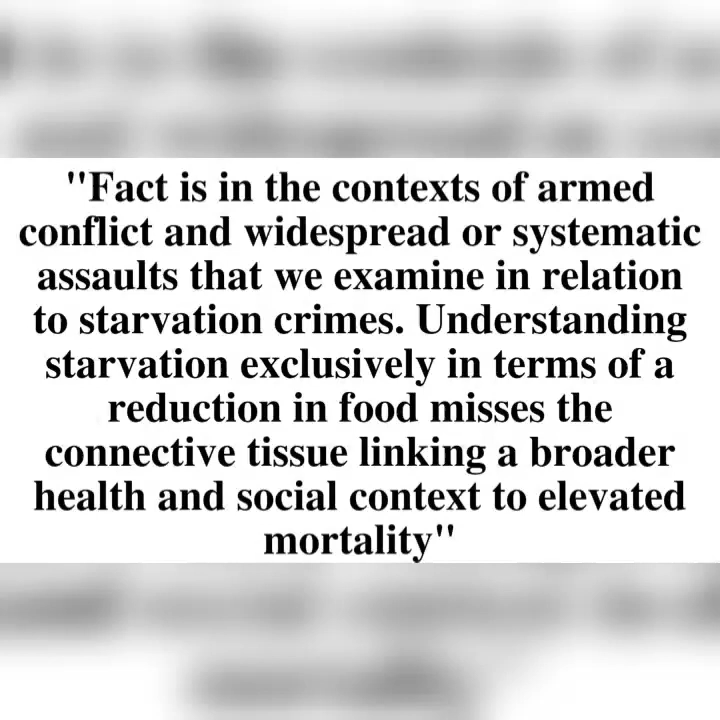 "Fact is in the contexts of armed
conflict and widespread or systematic
assaults that we examine in relation
to starvation crimes. Understanding
starvation exclusively in terms of a
reduction in food misses the
connective tissue linking a broader
health and social context to elevated
mortality"